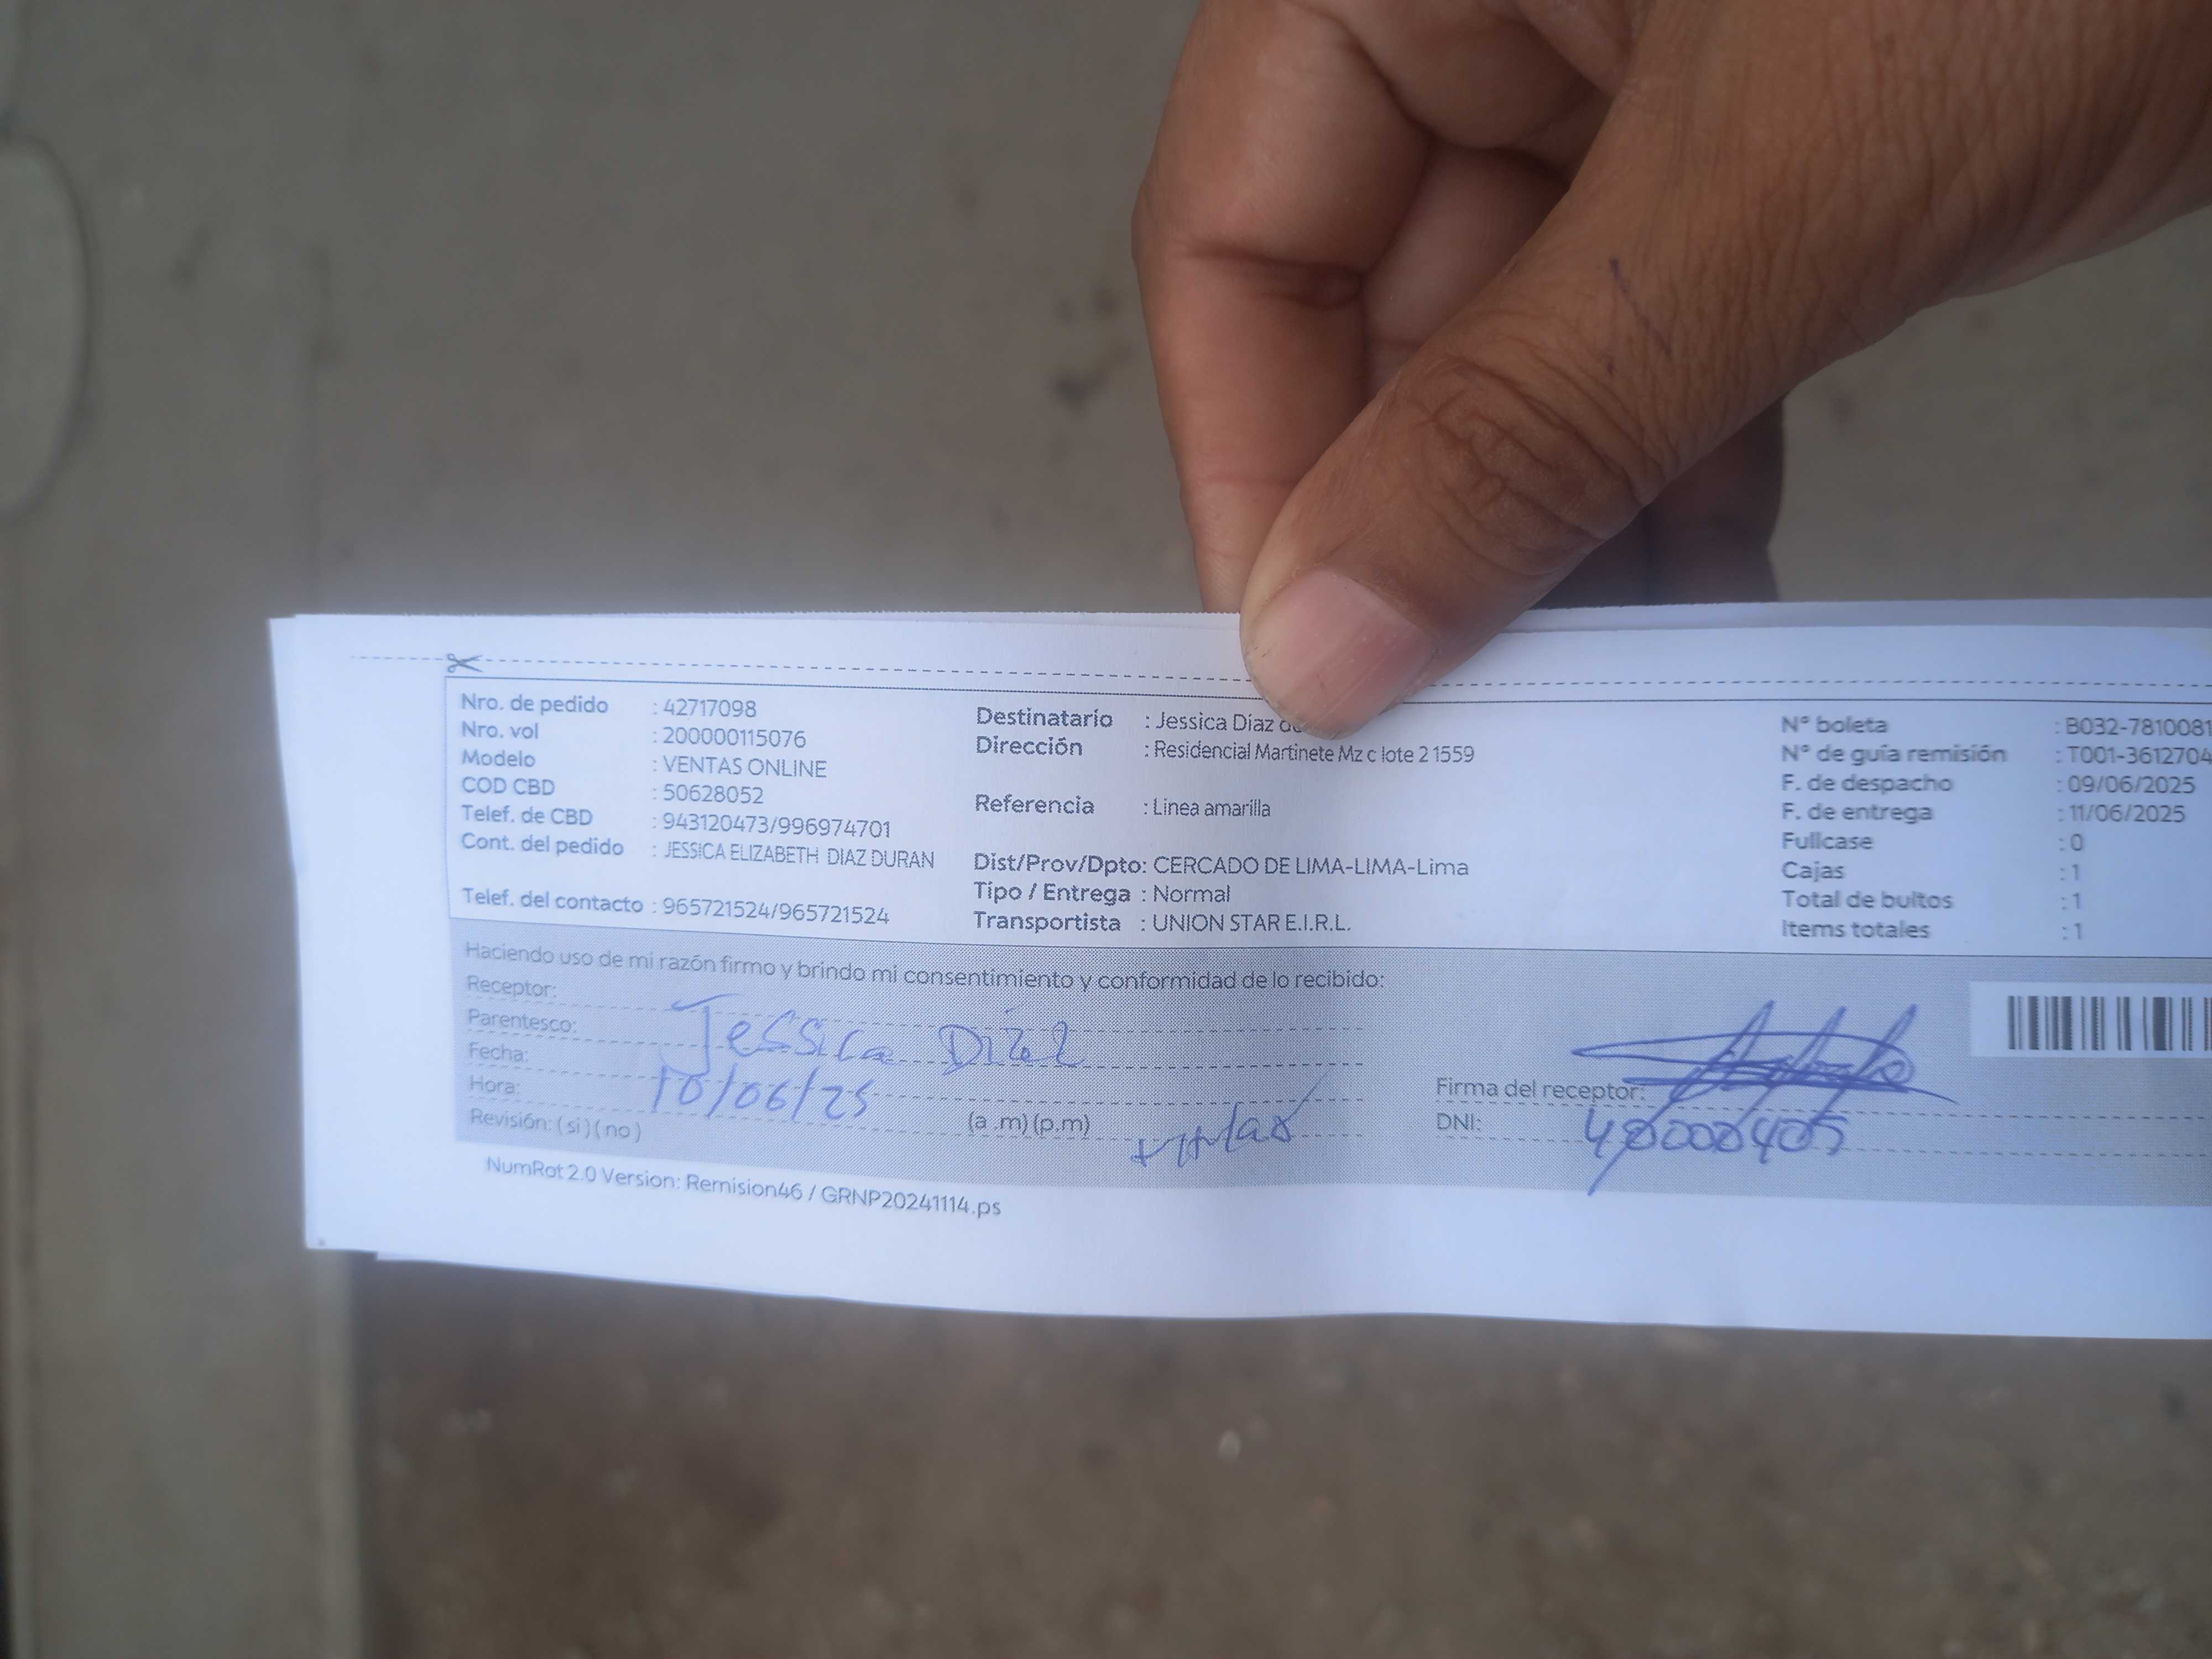 Nro. de pedido : 42717098
Nro. vol : 200000115076
Modelo : VENTAS ONLINE
COD CBD : 50628052
Telef. de CBD : 943120473/996974701
Cont. del pedido : JESSICA ELIZABETH DIAZ DURAN
Telef. del contacto : 965721524/965721524
Destinatario : Jessica Díaz
Dirección : Residencial Martinete Mz c lote 2 1559
Referencia : Linea amarilla
Dist/Prov/Dpto: CERCADO DE LIMA-LIMA-Lima
Tipo / Entrega : Normal
Transportista : UNION STAR E.I.R.L.
N° boleta : B032-7810081
N° de guía remisión : T001-3612704
F. de despacho : 09/06/2025
F. de entrega : 11/06/2025
Fullcase : 0
Cajas : 1
Total de bultos : 1
Items totales : 1
Haciendo uso de mi razón firmo y brindo mi consentimiento y conformidad de lo recibido:
Receptor:
Parentesco: Jessica Díaz
Fecha:
Hora: 10/06/25 (a .m) (p.m)
Revisión: ( si ) ( no )
Firma del receptor:
DNI:
NumRot 2.0 Version: Remision46 / GRNP20241114.ps